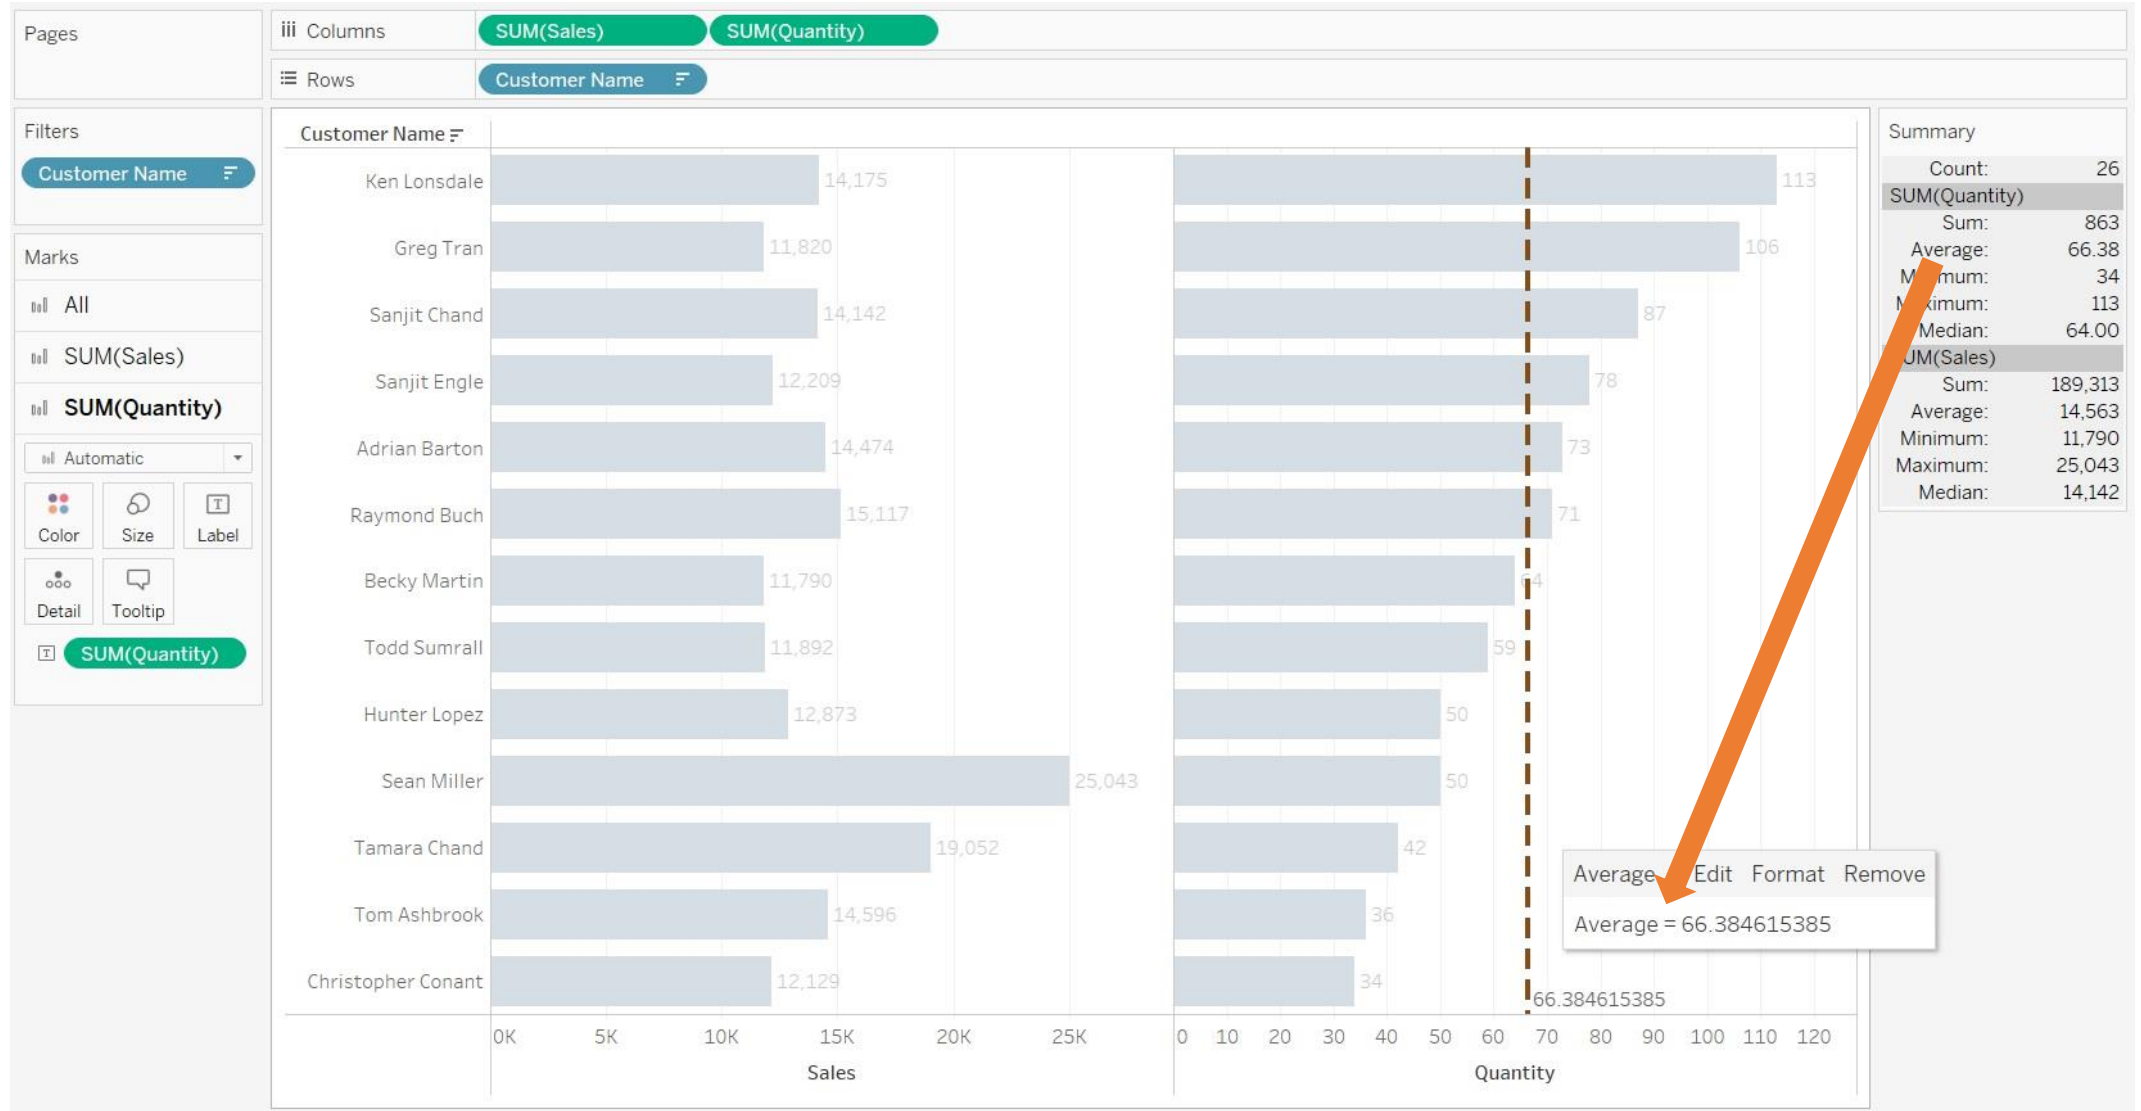 Pages
Columns SUM(Sales) SUM(Quantity)
Rows Customer Name
Filters
Customer Name
Marks
All
SUM(Sales)
SUM(Quantity)
Automatic
Color Size Label
Detail Tooltip
SUM(Quantity)
Customer Name
Ken Lonsdale 14,175 113
Greg Tran 11,820 106
Sanjit Chand 14,142 87
Sanjit Engle 12,209 78
Adrian Barton 14,474 73
Raymond Buch 15,117 71
Becky Martin 11,790 64
Todd Sumrall 11,892 59
Hunter Lopez 12,873 50
Sean Miller 25,043 50
Tamara Chand 19,052 42
Tom Ashbrook 14,596 36
Christopher Conant 12,129 34
66.384615385
0K 5K 10K 15K 20K 25K 0 10 20 30 40 50 60 70 80 90 100 110 120
Sales Quantity
Average Edit Format Remove
Average = 66.384615385
Summary
Count: 26
SUM(Quantity)
Sum: 863
Average: 66.38
Minimum: 34
Maximum: 113
Median: 64.00
SUM(Sales)
Sum: 189,313
Average: 14,563
Minimum: 11,790
Maximum: 25,043
Median: 14,142